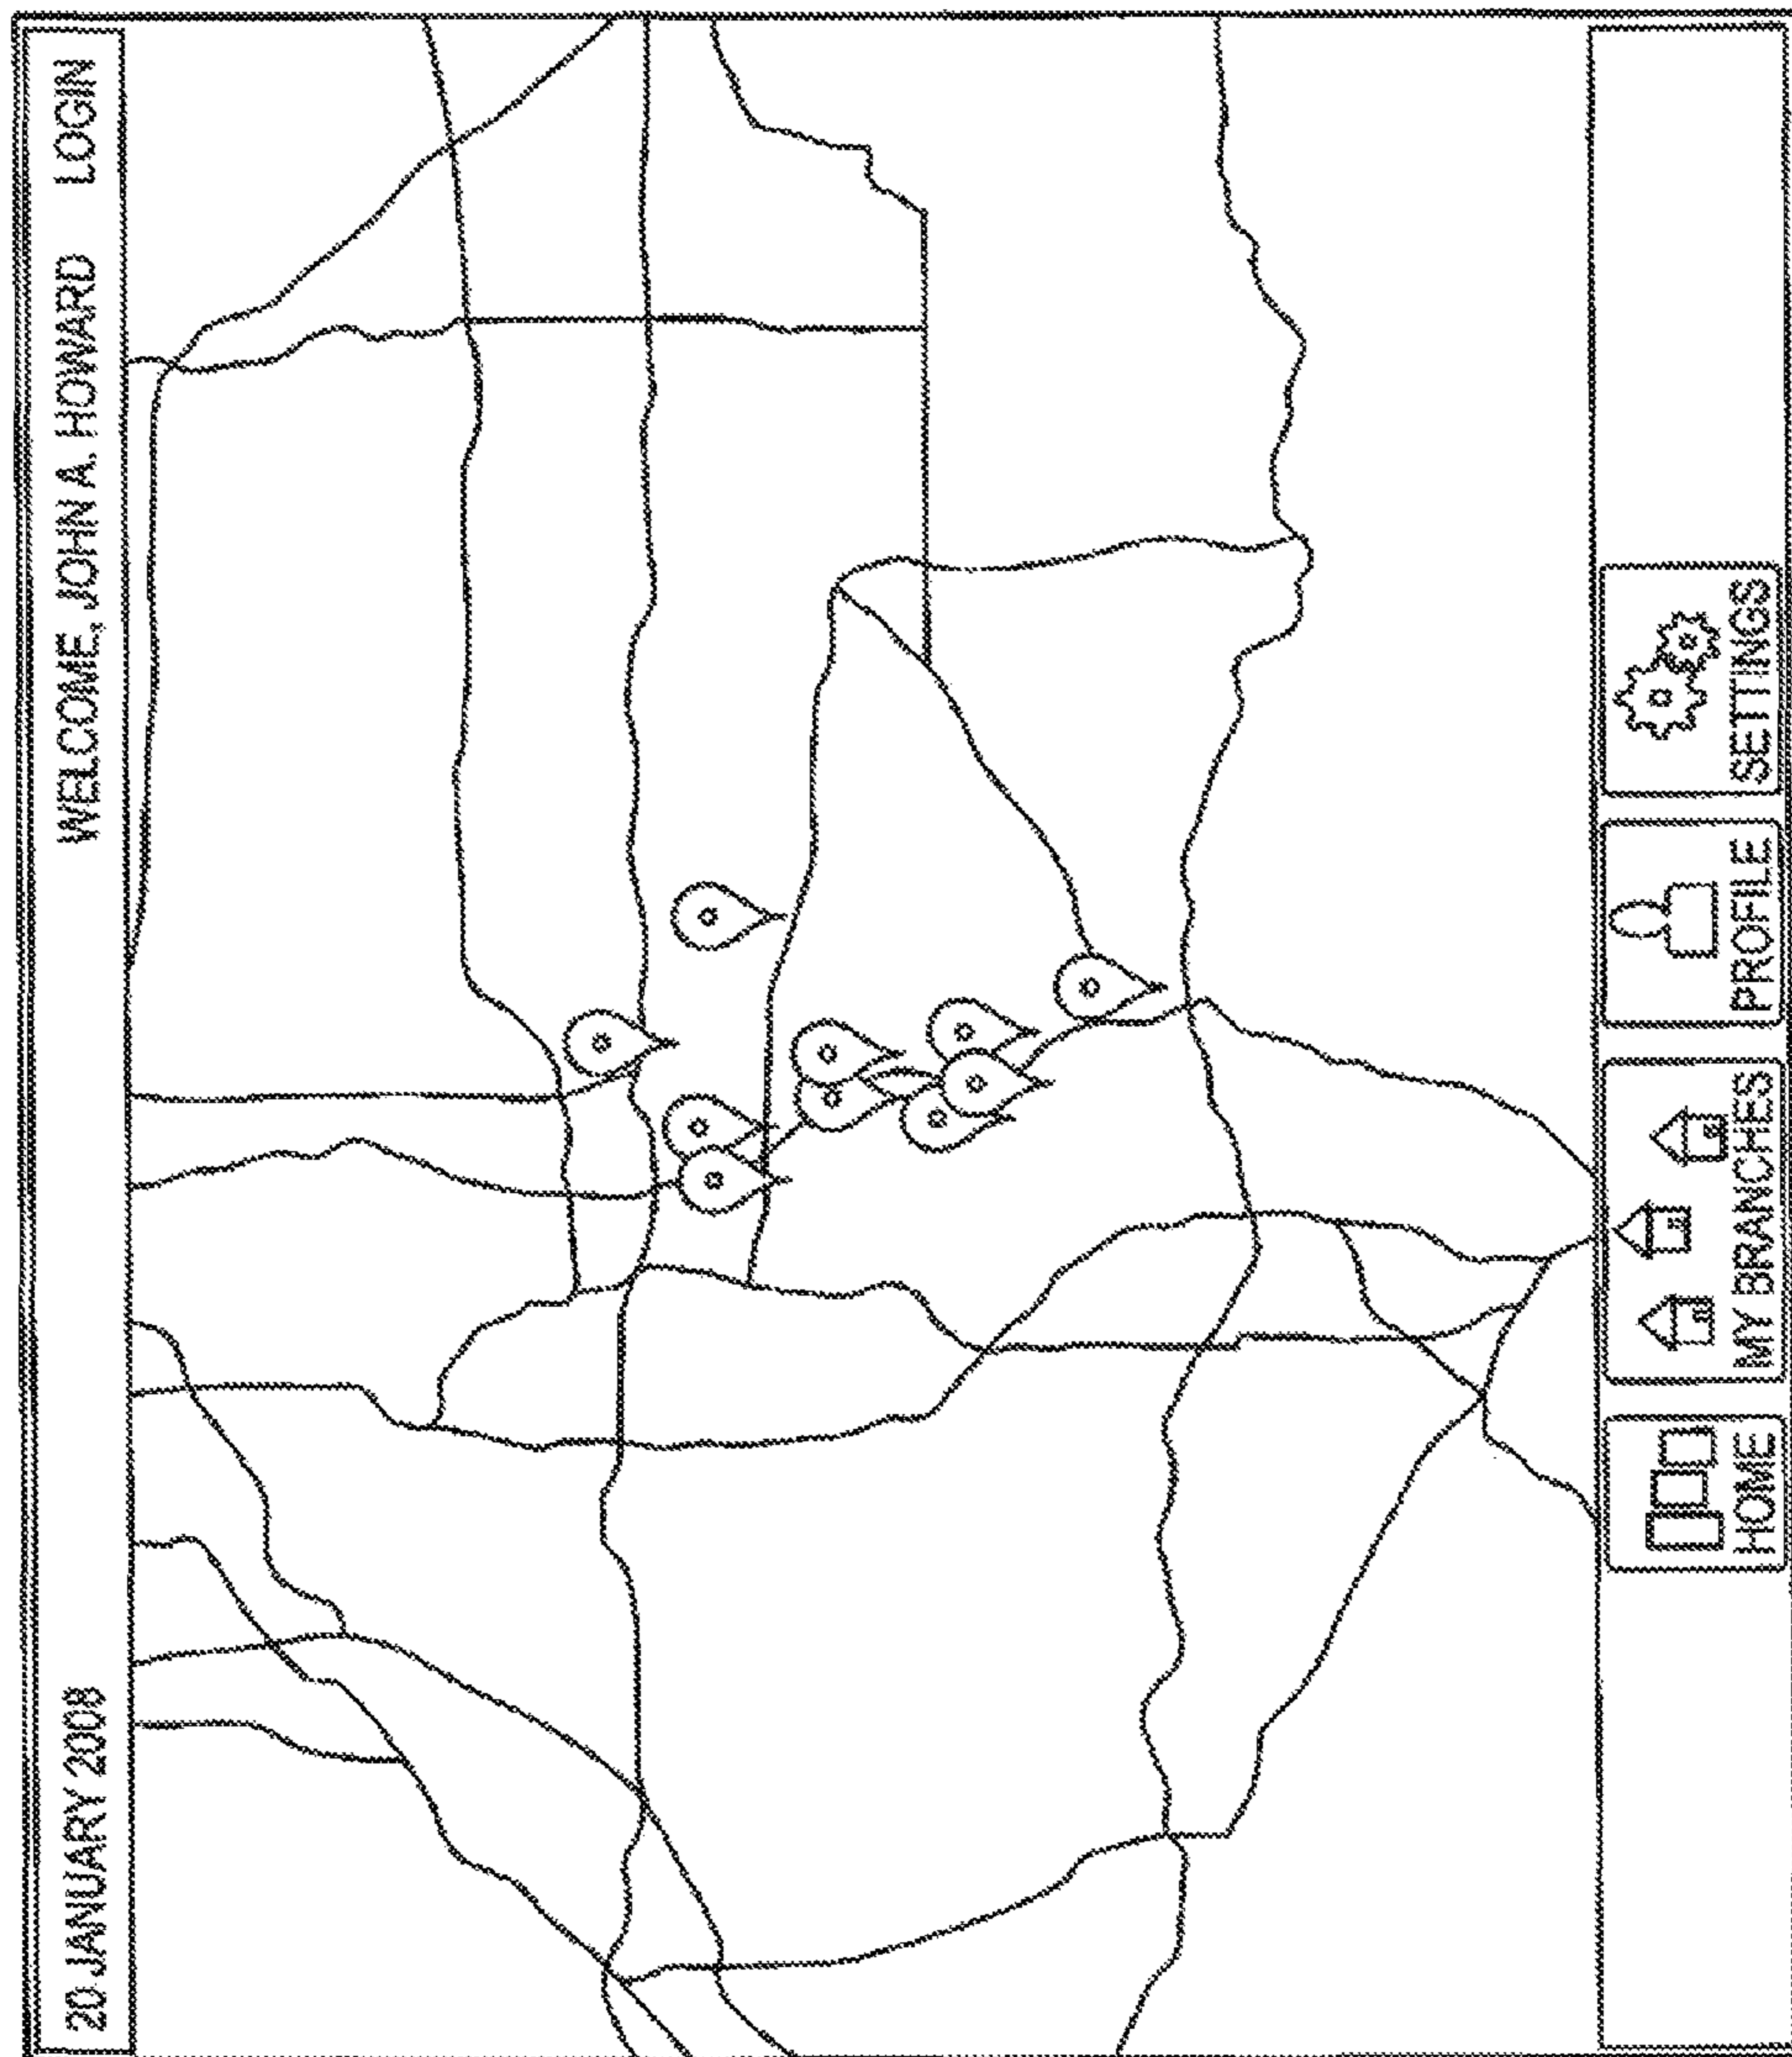 20 JANUARY 2008 WELCOME, JOHN A. HOWARD LOGIN
HOME MY BRANCHES PROFILE SETTINGS